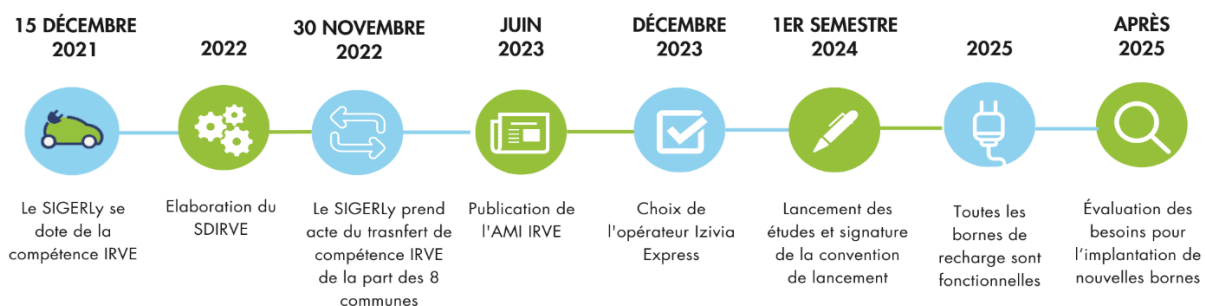 15 DÉCEMBRE
2021
2022
30 NOVEMBRE
2022
JUIN
2023
DÉCEMBRE
2023
1ER SEMESTRE
2024
2025
APRÈS
2025
Le SIGERLy se
dote de la
compétence IRVE
Elaboration du
SDIRVE
Le SIGERLy prend
acte du trasnfert de
compétence IRVE
de la part des 8
communes
Publication de
l'AMI IRVE
Choix de
l'opérateur Izivia
Express
Lancement des
études et signature
de la convention
de lancement
Toutes les
bornes de
recharge sont
fonctionnelles
Évaluation des
besoins pour
l'implantation de
nouvelles bornes